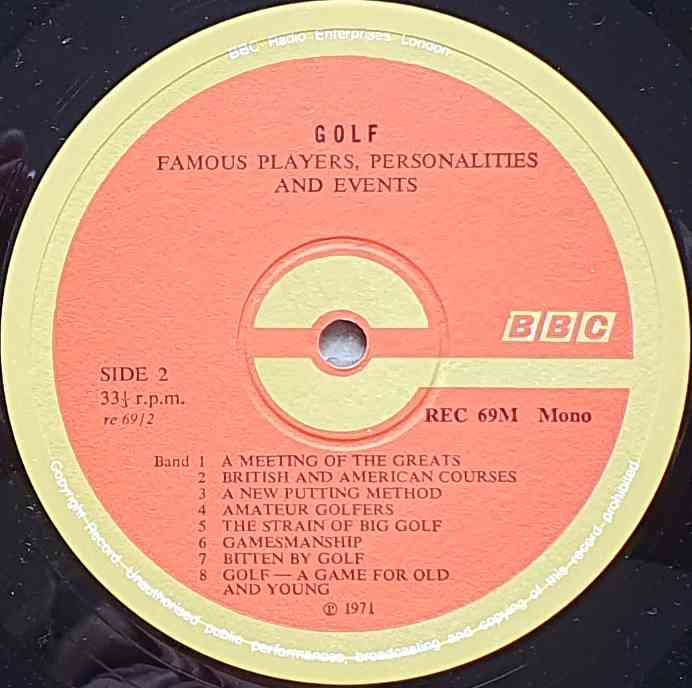 BBC Radio Enterprises London
GOLF
FAMOUS PLAYERS, PERSONALITIES
AND EVENTS
BBC
SIDE 2
33⅓ r.p.m.
re 69/2
REC 69M Mono
Band 1 A MEETING OF THE GREATS
2 BRITISH AND AMERICAN COURSES
3 A NEW PUTTING METHOD
4 AMATEUR GOLFERS
5 THE STRAIN OF BIG GOLF
6 GAMESMANSHIP
7 BITTEN BY GOLF
8 GOLF — A GAME FOR OLD
AND YOUNG
℗ 1971
Copyright Record. Unauthorised public performances, broadcasting and copying of this record prohibited